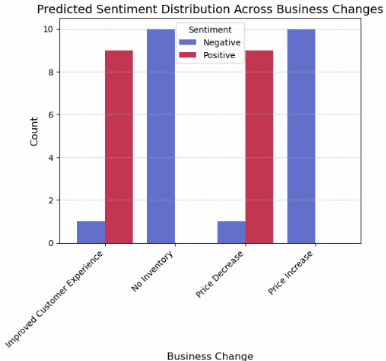 Predicted Sentiment Distribution Across Business Changes
Sentiment
Negative
Positive
10
8
6
4
2
0
Count
Improved Customer Experience
No Inventory
Price Decrease
Price Increase
Business Change